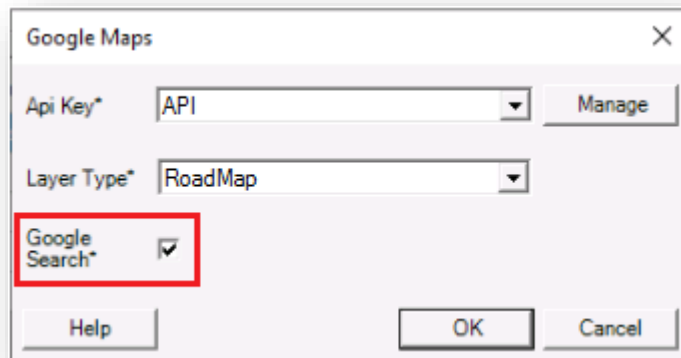 Google Maps
Api Key* API Manage
Layer Type* RoadMap
Google
Search*
Help OK Cancel